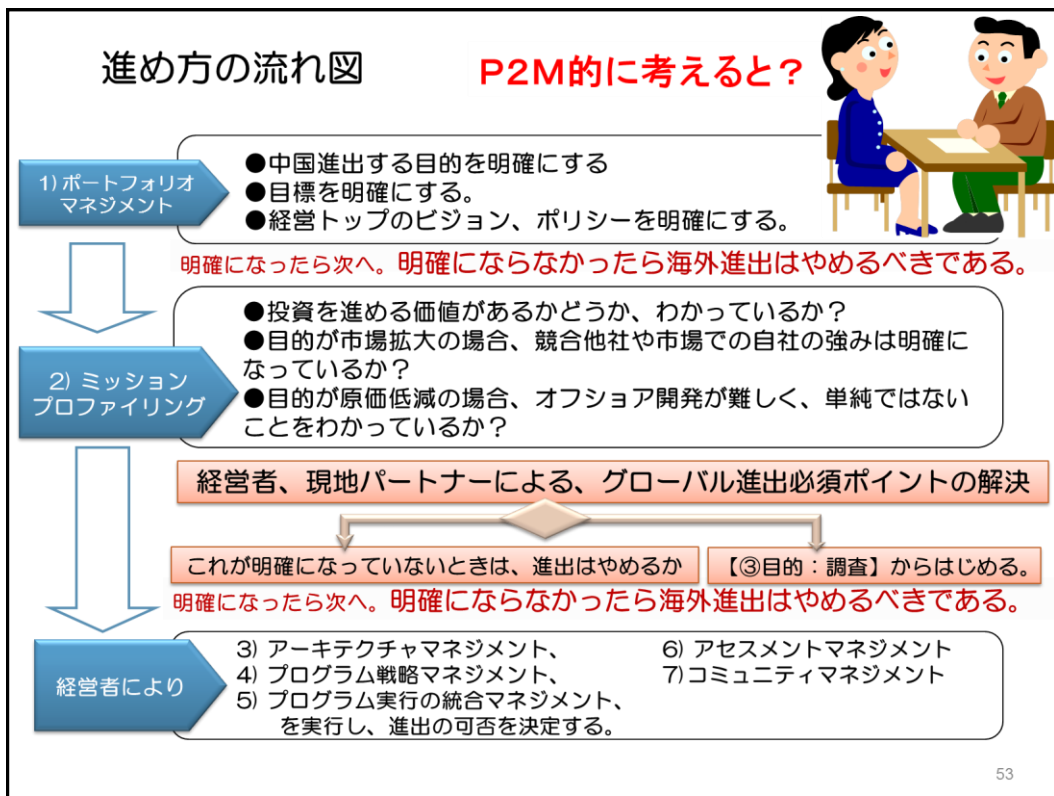 進め方の流れ図
P2M的に考えると？
1)ポートフォリオ
マネジメント
●中国進出する目的を明確にする
●目標を明確にする。
●経営トップのビジョン、ポリシーを明確にする。
明確になったら次へ。明確にならなかったら海外進出はやめるべきである。
2) ミッション
プロファイリング
●投資を進める価値があるかどうか、わかっているか？
●目的が市場拡大の場合、競合他社や市場での自社の強みは明確に
なっているか？
●目的が原価低減の場合、オフショア開発が難しく、単純ではない
ことをわかっているか？
経営者、現地パートナーによる、グローバル進出必須ポイントの解決
これが明確になっていないときは、進出はやめるか
【③目的：調査】からはじめる。
明確になったら次へ。明確にならなかったら海外進出はやめるべきである。
経営者により
3) アーキテクチャマネジメント、
4) プログラム戦略マネジメント、
5) プログラム実行の統合マネジメント、
を実行し、進出の可否を決定する。
6) アセスメントマネジメント
7)コミュニティマネジメント
53